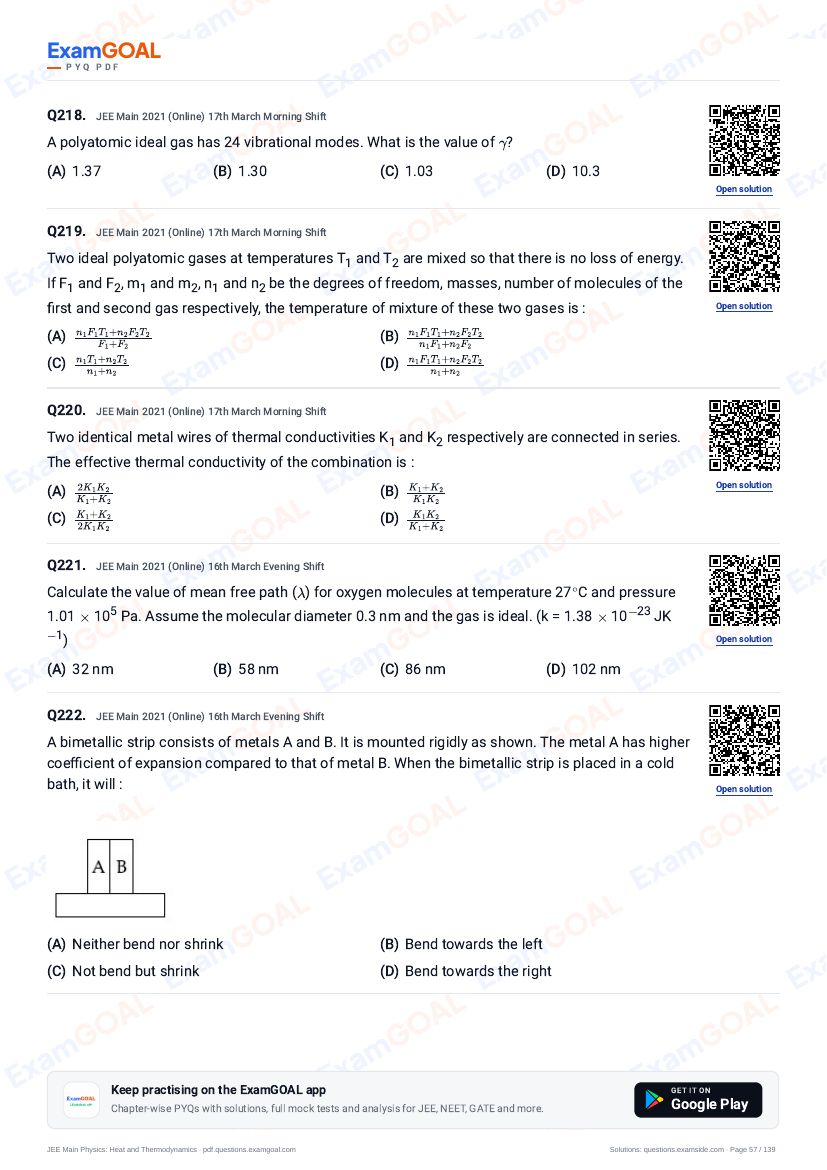 ExamGOAL
PYQ PDF
Q218. JEE Main 2021 (Online) 17th March Morning Shift
A polyatomic ideal gas has 24 vibrational modes. What is the value of γ?
(A) 1.37 (B) 1.30 (C) 1.03 (D) 10.3
Open solution
Q219. JEE Main 2021 (Online) 17th March Morning Shift
Two ideal polyatomic gases at temperatures T₁ and T₂ are mixed so that there is no loss of energy.
If F₁ and F₂, m₁ and m₂, n₁ and n₂ be the degrees of freedom, masses, number of molecules of the
first and second gas respectively, the temperature of mixture of these two gases is :
(A) (n₁F₁T₁+n₂F₂T₂)/(F₁+F₂) (B) (n₁F₁T₁+n₂F₂T₂)/(n₁F₁+n₂F₂)
(C) (n₁T₁+n₂T₂)/(n₁+n₂) (D) (n₁F₁T₁+n₂F₂T₂)/(n₁+n₂)
Open solution
Q220. JEE Main 2021 (Online) 17th March Morning Shift
Two identical metal wires of thermal conductivities K₁ and K₂ respectively are connected in series.
The effective thermal conductivity of the combination is :
(A) 2K₁K₂/(K₁+K₂) (B) (K₁+K₂)/K₁K₂
(C) (K₁+K₂)/2K₁K₂ (D) K₁K₂/(K₁+K₂)
Open solution
Q221. JEE Main 2021 (Online) 16th March Evening Shift
Calculate the value of mean free path (λ) for oxygen molecules at temperature 27°C and pressure
1.01 × 10⁵ Pa. Assume the molecular diameter 0.3 nm and the gas is ideal. (k = 1.38 × 10⁻²³ JK
⁻¹)
(A) 32 nm (B) 58 nm (C) 86 nm (D) 102 nm
Open solution
Q222. JEE Main 2021 (Online) 16th March Evening Shift
A bimetallic strip consists of metals A and B. It is mounted rigidly as shown. The metal A has higher
coefficient of expansion compared to that of metal B. When the bimetallic strip is placed in a cold
bath, it will :
Open solution
A B
(A) Neither bend nor shrink (B) Bend towards the left
(C) Not bend but shrink (D) Bend towards the right
ExamGOAL
Keep practising on the ExamGOAL app
Chapter-wise PYQs with solutions, full mock tests and analysis for JEE, NEET, GATE and more.
GET IT ON
Google Play
JEE Main Physics: Heat and Thermodynamics · pdf.questions.examgoal.com Solutions: questions.examside.com · Page 57 / 139